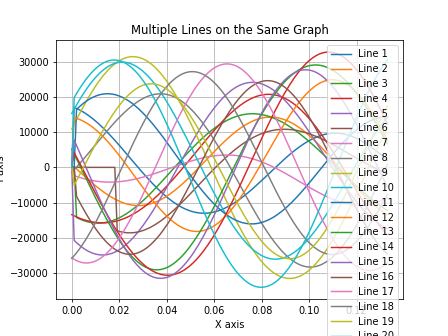 Multiple Lines on the Same Graph
30000
20000
10000
0
−10000
−20000
−30000
0.00
0.02
0.04
0.06
0.08
0.10
X axis
Line 1
Line 2
Line 3
Line 4
Line 5
Line 6
Line 7
Line 8
Line 9
Line 10
Line 11
Line 12
Line 13
Line 14
Line 15
Line 16
Line 17
Line 18
Line 19
Line 20